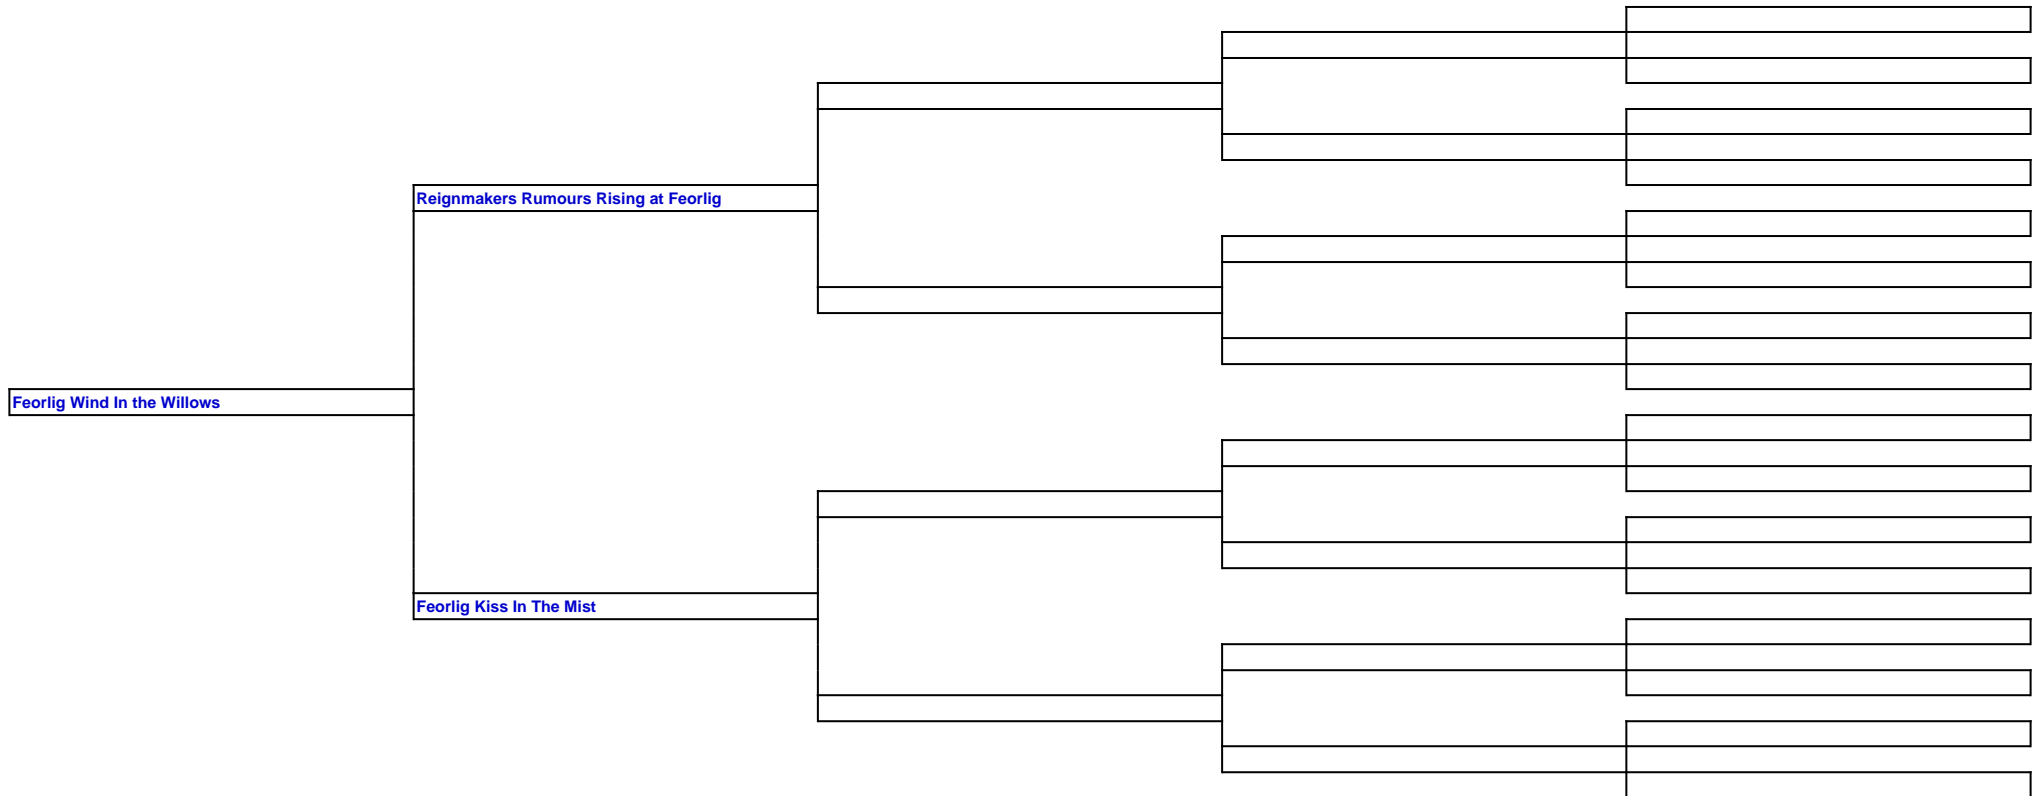 Reignmakers Rumours Rising at Feorlig
Feorlig Wind In the Willows
Feorlig Kiss In The Mist